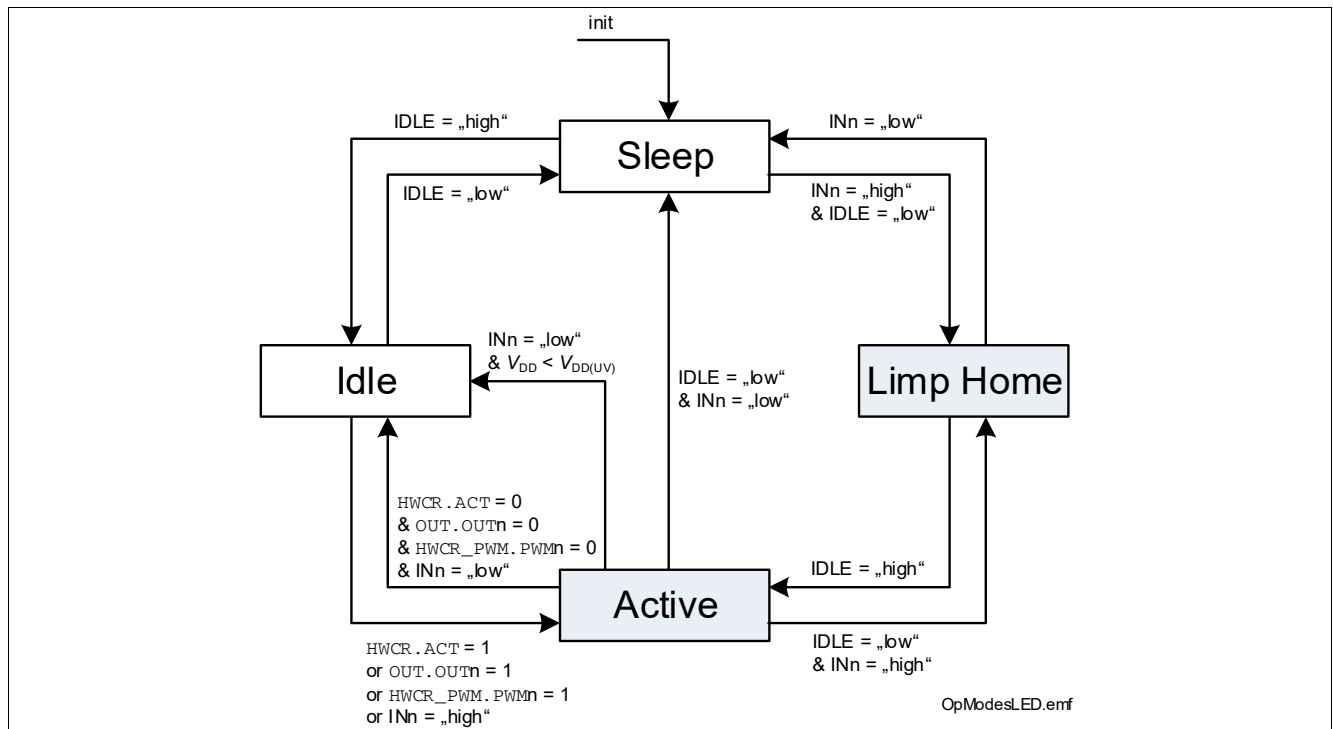 init
IDLE = „high“
INn = „low“
Sleep
IDLE = „low“
INn = „high“
& IDLE = „low“
INn = „low“
& VDD < VDD(UV)
Idle
IDLE = „low“
& INn = „low“
Limp Home
HWCR.ACT = 0
& OUT.OUTn = 0
& HWCR_PWM.PWMn = 0
& INn = „low“
IDLE = „high“
Active
HWCR.ACT = 1
or OUT.OUTn = 1
or HWCR_PWM.PWMn = 1
or INn = „high“
IDLE = „low“
& INn = „high“
OpModesLED.emf